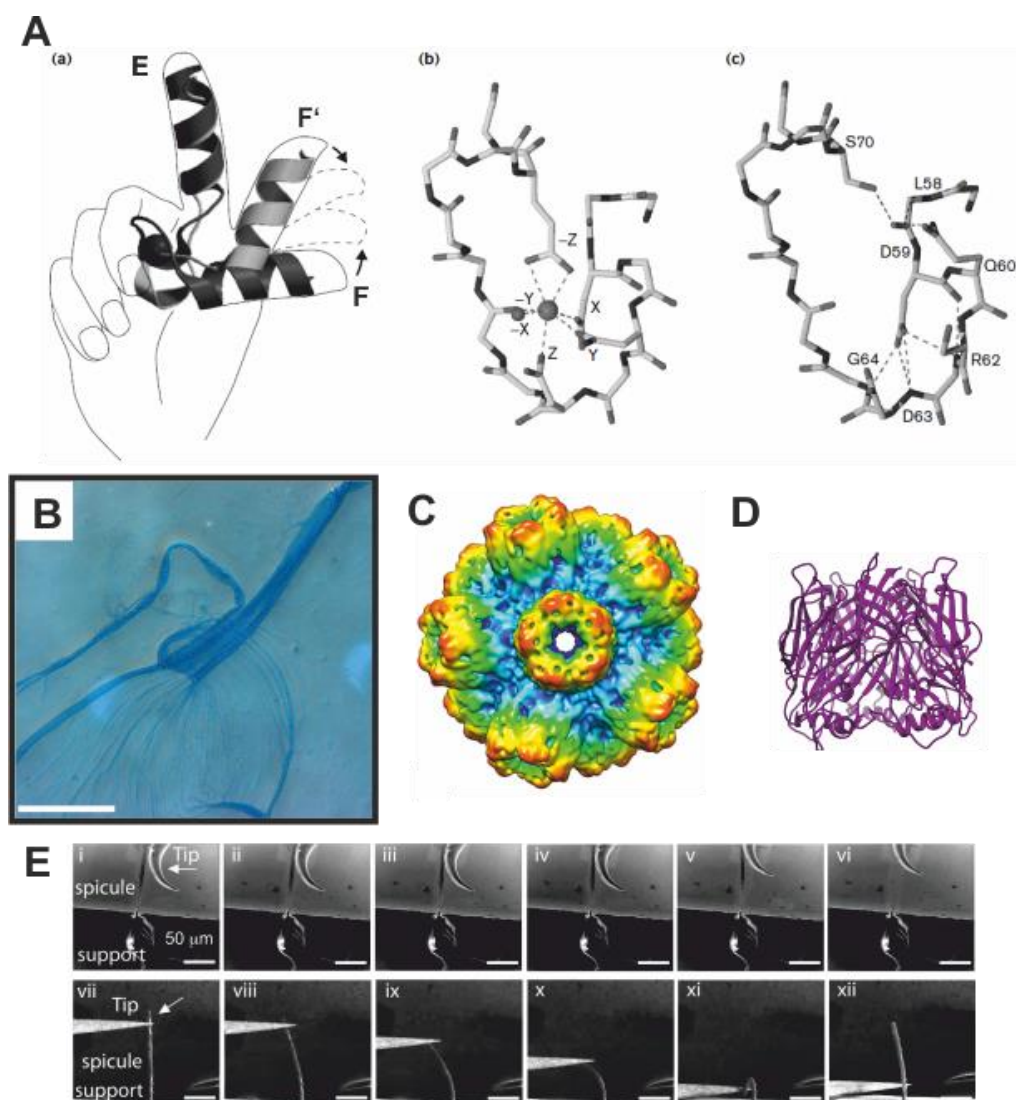 A
(a)
E
F'
F
(b)
-Z
-Y
-X
X
Y
Z
(c)
S70
L58
D59
Q60
G64
R62
D63
B
C
D
E
i
Tip
spicule
50 μm
support
ii
iii
iv
v
vi
vii
Tip
spicule
support
viii
ix
x
xi
xii